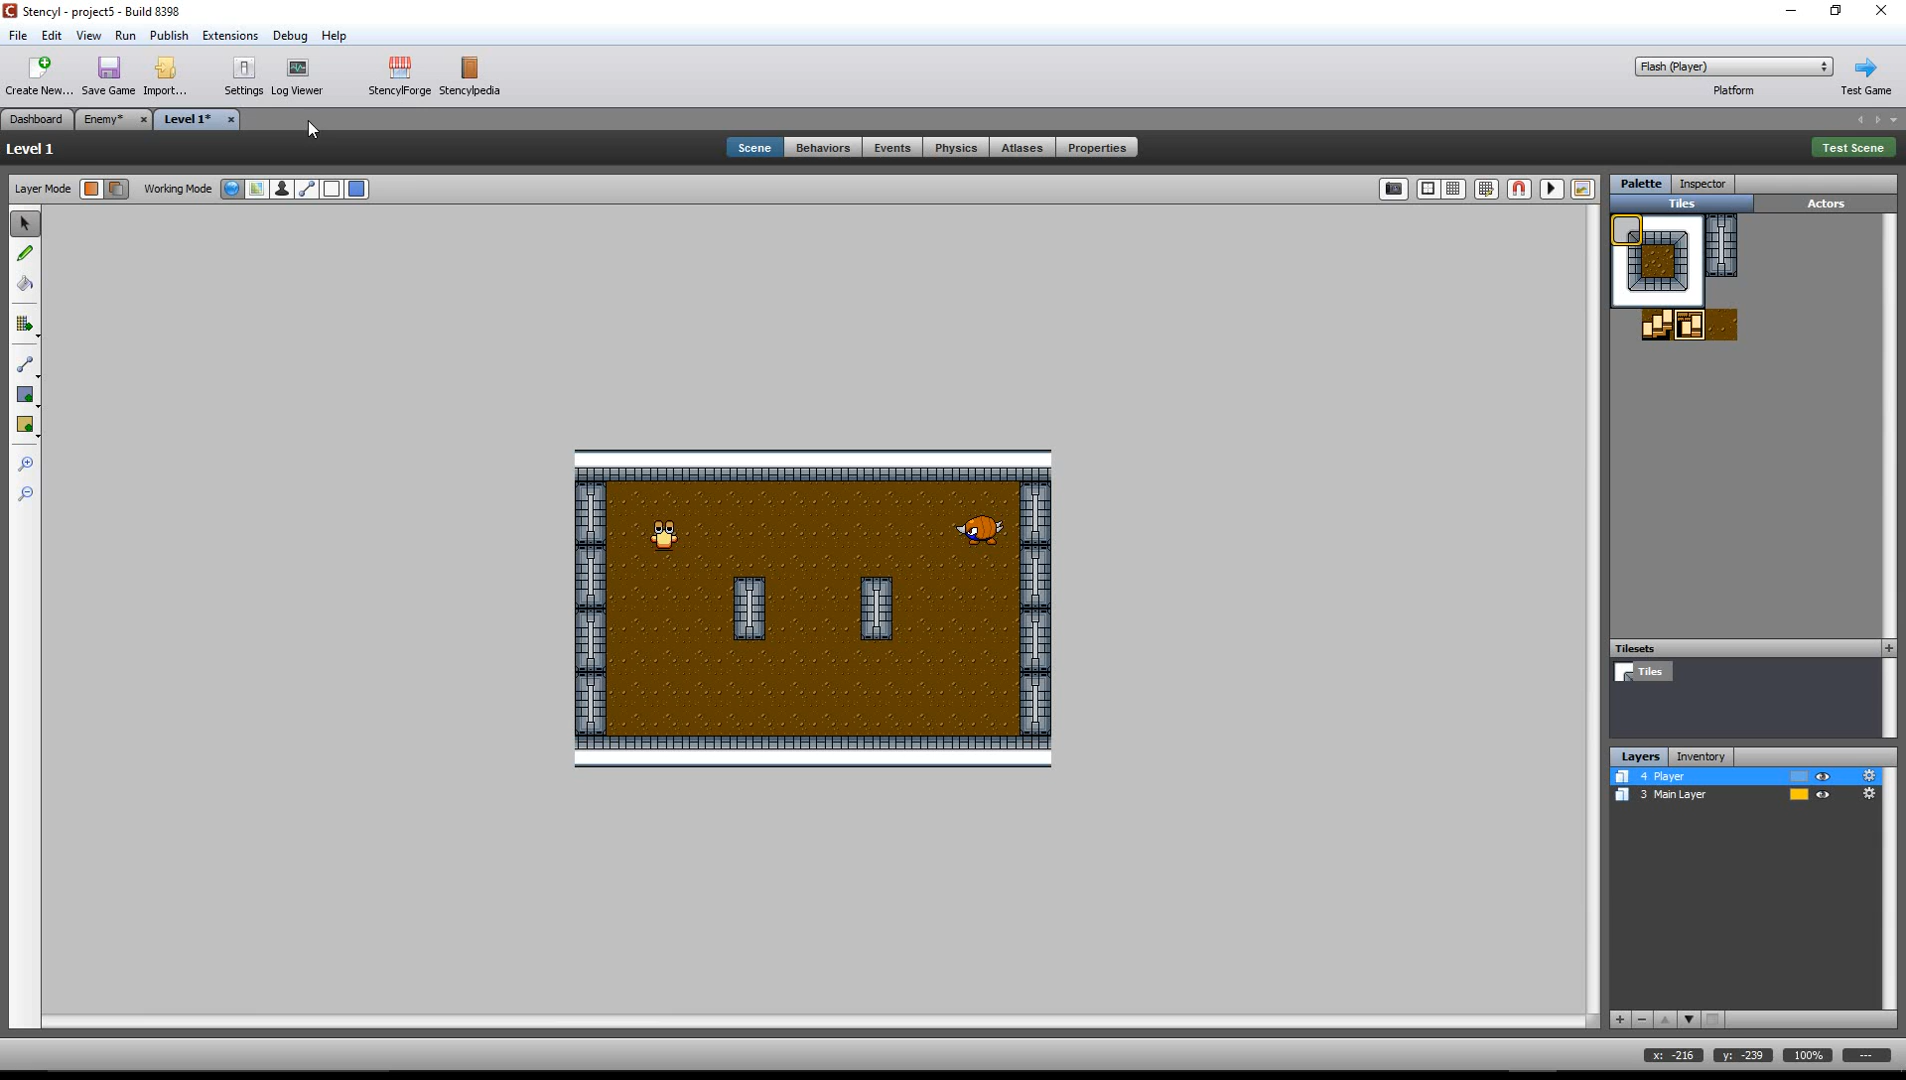 Stencyl - project5 - Build 8398
File Edit View Run Publish Extensions Debug Help
Create New... Save Game Import... Settings Log Viewer StencylForge Stencylpedia
Flash (Player)
Platform
Test Game
Dashboard Enemy* Level 1*
Level 1
Scene Behaviors Events Physics Atlases Properties
Test Scene
Layer Mode Working Mode
Palette Inspector
Tiles Actors
Tilesets
Tiles
Layers Inventory
4 Player
3 Main Layer
x: -216 y: -239 100% ---